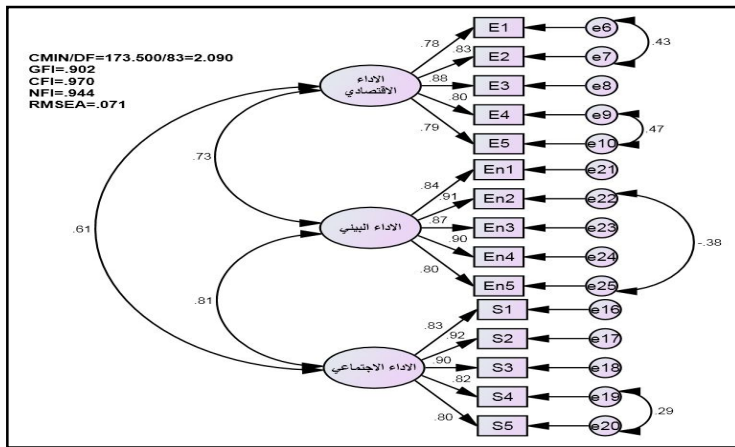 CMIN/DF=173.500/83=2.090
GFI=.902
CFI=.970
NFI=.944
RMSEA=.071
الاداء
الاقتصادي
.78
.83
.88
.80
.79
E1
e6
E2
e7
E3
e8
E4
e9
E5
e10
.43
.47
.73
.61
.81
الاداء البيئي
.84
.91
.87
.90
.80
En1
e21
En2
e22
En3
e23
En4
e24
En5
e25
-.38
الاداء الاجتماعي
.83
.92
.90
.82
.80
S1
e16
S2
e17
S3
e18
S4
e19
S5
e20
.29